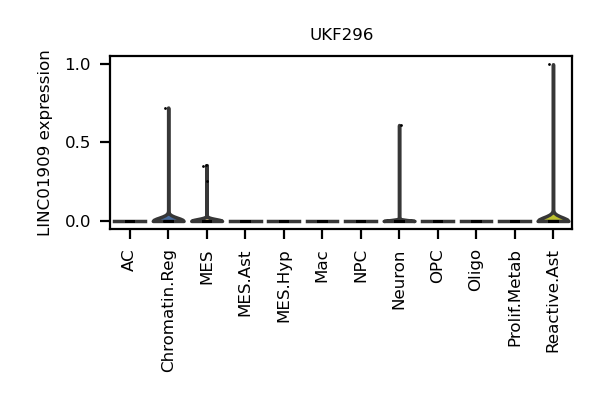 UKF296
LINC01909 expression
1.0
0.5
0.0
AC
Chromatin.Reg
MES
MES.Ast
MES.Hyp
Mac
NPC
Neuron
OPC
Oligo
Prolif.Metab
Reactive.Ast